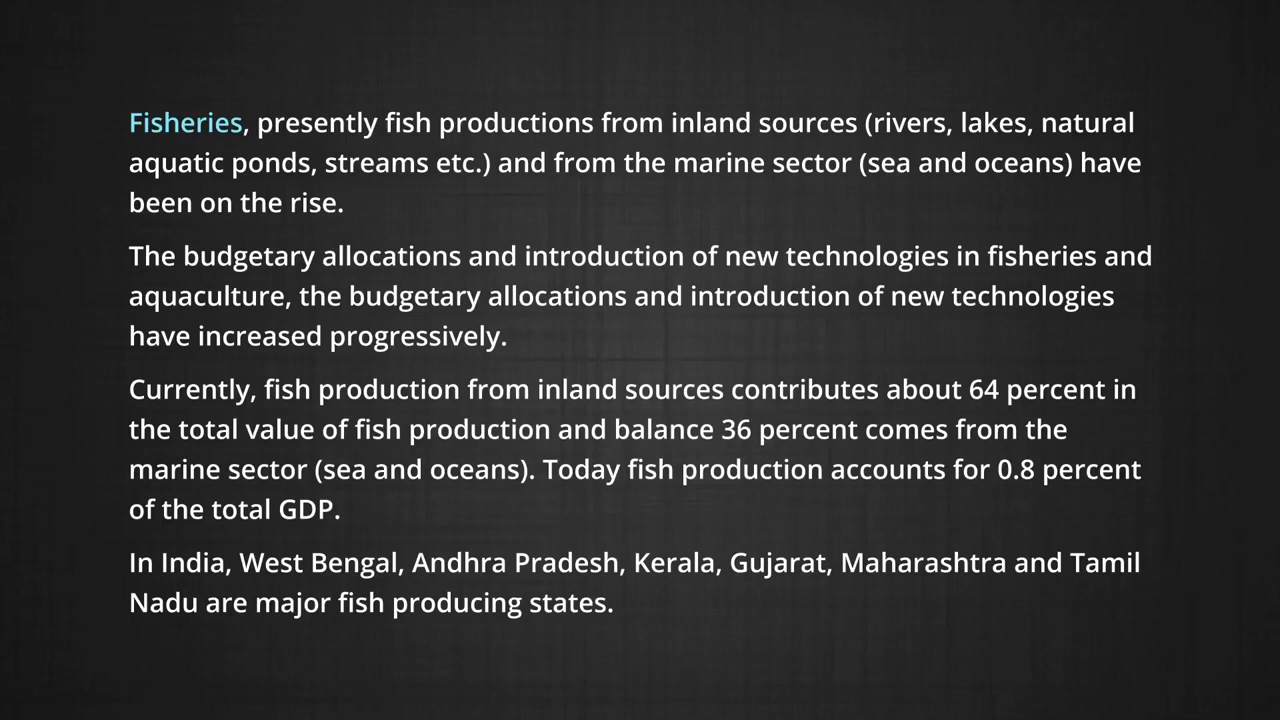 Fisheries, presently fish productions from inland sources (rivers, lakes, natural
aquatic ponds, streams etc.) and from the marine sector (sea and oceans) have
been on the rise.
The budgetary allocations and introduction of new technologies in fisheries and
aquaculture, the budgetary allocations and introduction of new technologies
have increased progressively.
Currently, fish production from inland sources contributes about 64 percent in
the total value of fish production and balance 36 percent comes from the
marine sector (sea and oceans). Today fish production accounts for 0.8 percent
of the total GDP.
In India, West Bengal, Andhra Pradesh, Kerala, Gujarat, Maharashtra and Tamil
Nadu are major fish producing states.